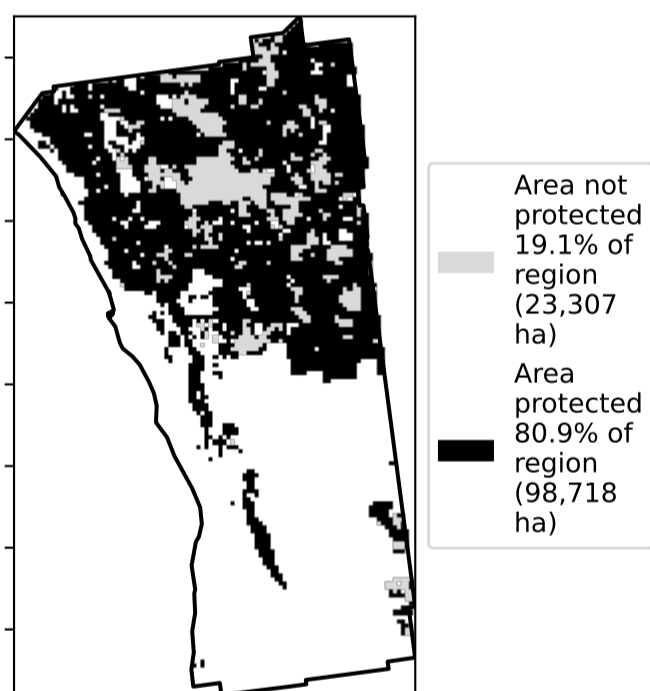 Area not
protected
19.1% of
region
(23,307
ha)
Area
protected
80.9% of
region
(98,718
ha)